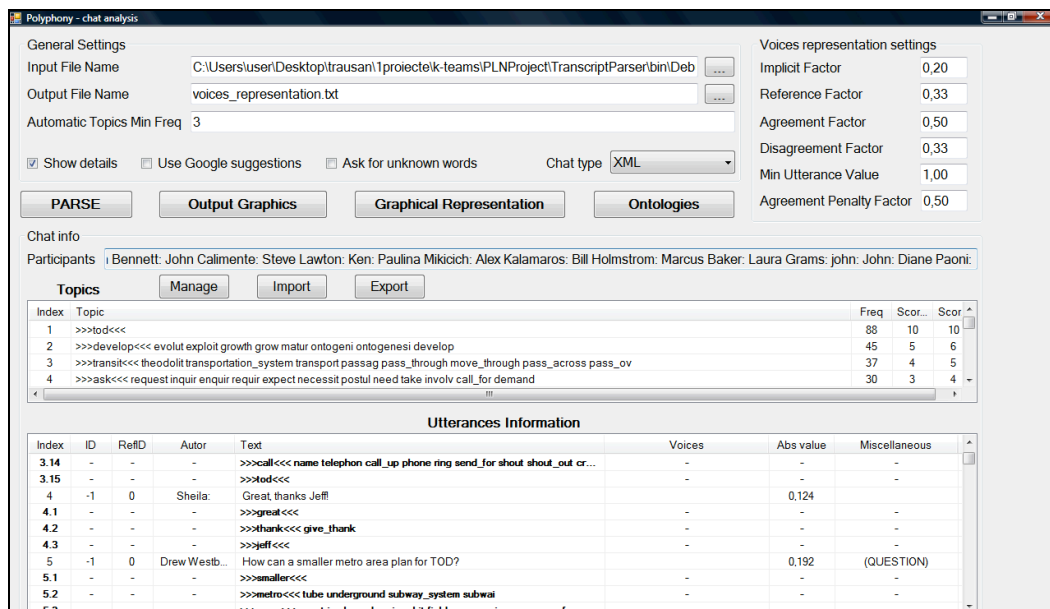 Polyphony - chat analysis
General Settings
Input File Name C:\Users\user\Desktop\trausan\1proiecte\k-teams\PLNProject\TranscriptParser\bin\Deb ...
Output File Name voices_representation.txt ...
Automatic Topics Min Freq 3
Show details Use Google suggestions Ask for unknown words Chat type XML
PARSE Output Graphics Graphical Representation Ontologies
Voices representation settings
Implicit Factor 0,20
Reference Factor 0,33
Agreement Factor 0,50
Disagreement Factor 0,33
Min Utterance Value 1,00
Agreement Penalty Factor 0,50
Chat info
Participants Bennett: John Calimente: Steve Lawton: Ken: Paulina Mikicich: Alex Kalamaros: Bill Holmstrom: Marcus Baker: Laura Grams: john: John: Diane Paoni:
Topics Manage Import Export
Index Topic Freq Scor... Scor
1 >>>tod<<< 88 10 10
2 >>>develop<<< evolut exploit growth grow matur ontogeni ontogenesi develop 45 5 6
3 >>>transit<<< theodolit transportation_system transport passag pass_through move_through pass_across pass_ov 37 4 5
4 >>>ask<<< request inquir enquir requir expect necessit postul need take involv call_for demand 30 3 4
Utterances Information
Index ID RefID Autor Text Voices Abs value Miscellaneous
3.14 - - - >>>call<<< name telephon call_up phone ring send_for shout shout_out cr... - - -
3.15 - - - >>>tod<<< - - -
4 -1 0 Sheila: Great, thanks Jeff! 0,124
4.1 - - - >>>great<<< - - -
4.2 - - - >>>thank<<< give_thank - - -
4.3 - - - >>>jeff<<< - - -
5 -1 0 Drew Westb... How can a smaller metro area plan for TOD? 0,192 (QUESTION)
5.1 - - - >>>smaller<<< - - -
5.2 - - - >>>metro<<< tube underground subway_system subwai - - -